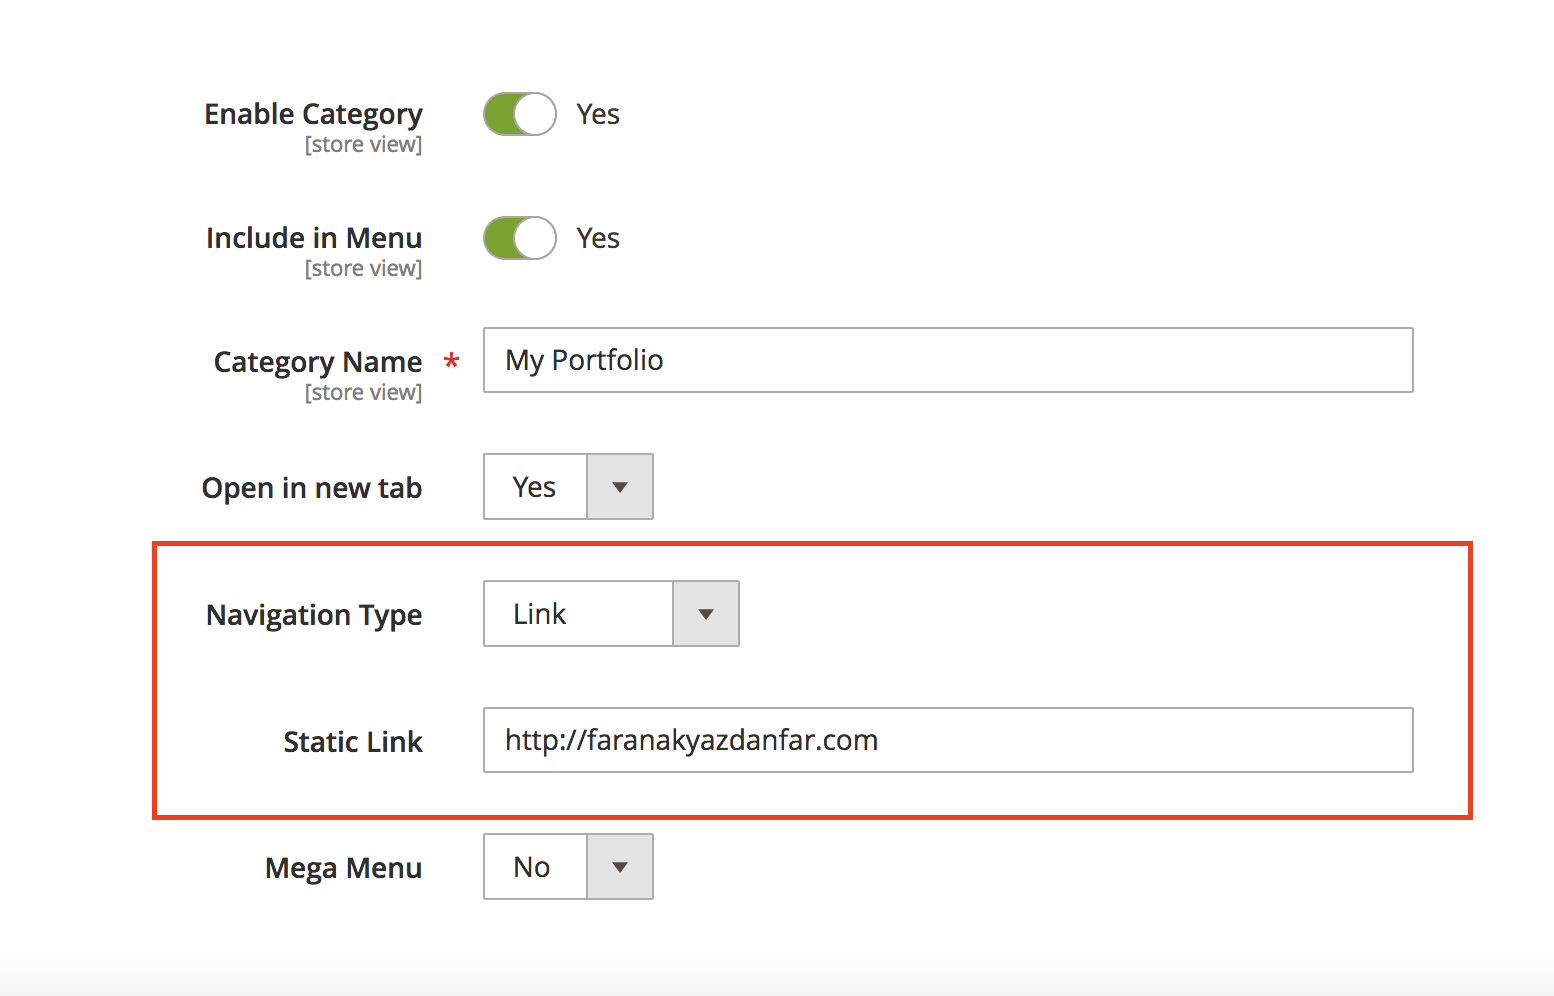 Enable Category
Yes
[store view]
Include in Menu
Yes
[store view]
Category Name *
My Portfolio
[store view]
Open in new tab
Yes
Navigation Type
Link
Static Link
http://faranakyazdanfar.com
Mega Menu
No